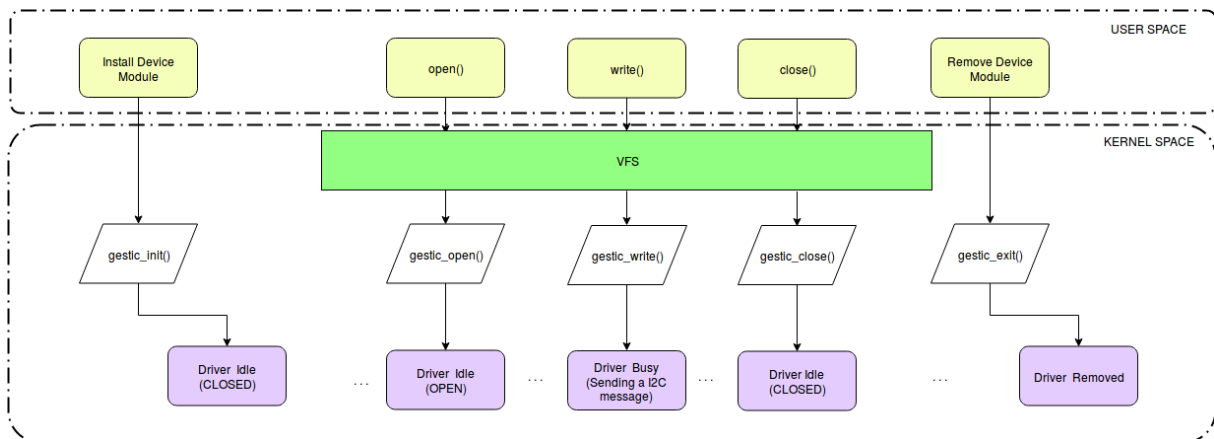 USER SPACE
Install Device
Module
open()
write()
close()
Remove Device
Module
KERNEL SPACE
VFS
gestic_init()
gestic_open()
gestic_write()
gestic_close()
gestic_exit()
Driver Idle
(CLOSED)
...
Driver Idle
(OPEN)
...
Driver Busy
(Sending a I2C
message)
...
Driver Idle
(CLOSED)
...
Driver Removed